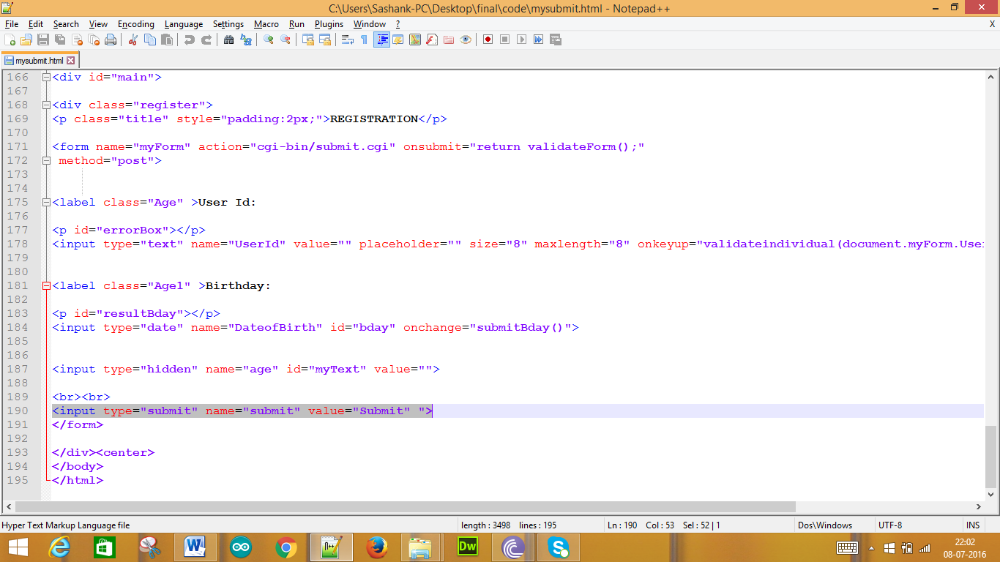 C:\Users\Sashank-PC\Desktop\final\code\mysubmit.html - Notepad++
File Edit Search View Encoding Language Settings Macro Run Plugins Window ? X
mysubmit.html
166 <div id="main">
167
168 <div class="register">
169 <p class="title" style="padding:2px;">REGISTRATION</p>
170
171 <form name="myForm" action="cgi-bin/submit.cgi" onsubmit="return validateForm();"
172 method="post">
173
174
175 <label class="Age" >User Id:
176
177 <p id="errorBox"></p>
178 <input type="text" name="UserId" value="" placeholder="" size="8" maxlength="8" onkeyup="validateindividual(document.myForm.Use
179
180
181 <label class="Age1" >Birthday:
182
183 <p id="resultBday"></p>
184 <input type="date" name="DateofBirth" id="bday" onchange="submitBday()">
185
186
187 <input type="hidden" name="age" id="myText" value="">
188
189 <br><br>
190 <input type="submit" name="submit" value="Submit" ">
191 </form>
192
193 </div><center>
194 </body>
195 </html>
Hyper Text Markup Language file length : 3498 lines : 195 Ln : 190 Col : 53 Sel : 52 | 1 Dos\Windows UTF-8 INS
N++ Dw
22:02
08-07-2016